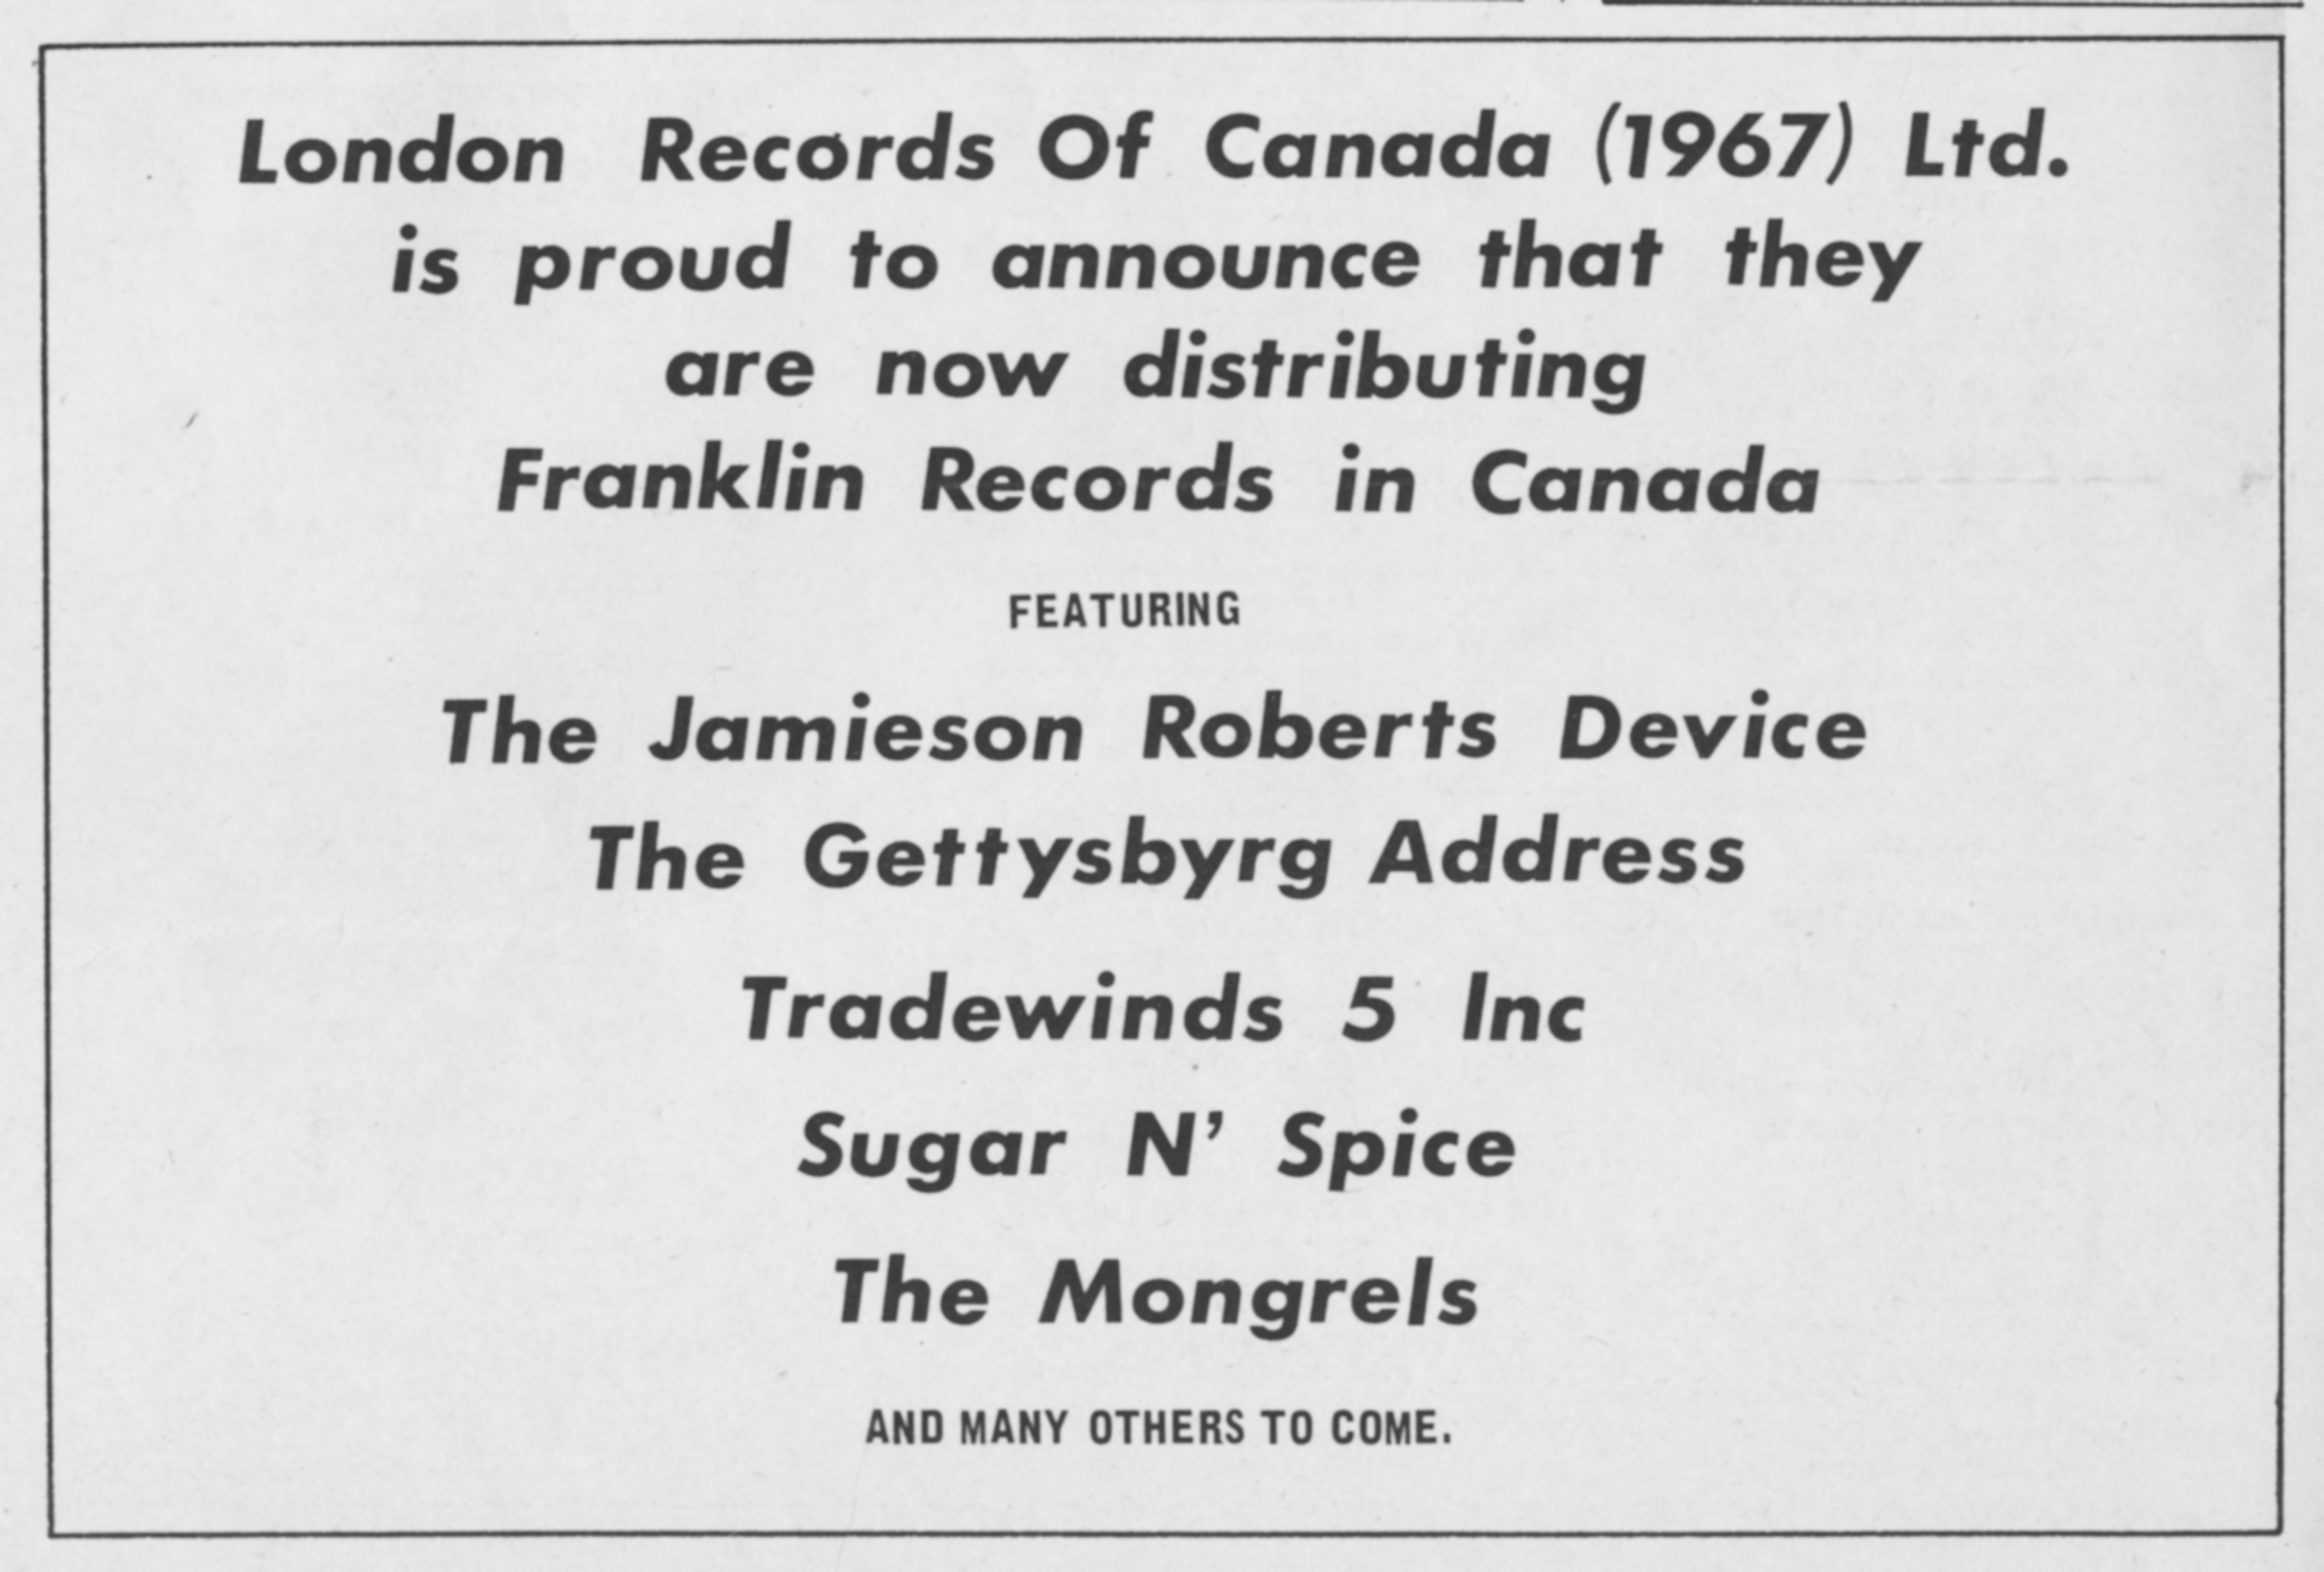 London Records Of Canada (1967) Ltd.
is proud to announce that they
are now distributing
Franklin Records in Canada
FEATURING
The Jamieson Roberts Device
The Gettysbyrg Address
Tradewinds 5 Inc
Sugar N' Spice
The Mongrels
AND MANY OTHERS TO COME.